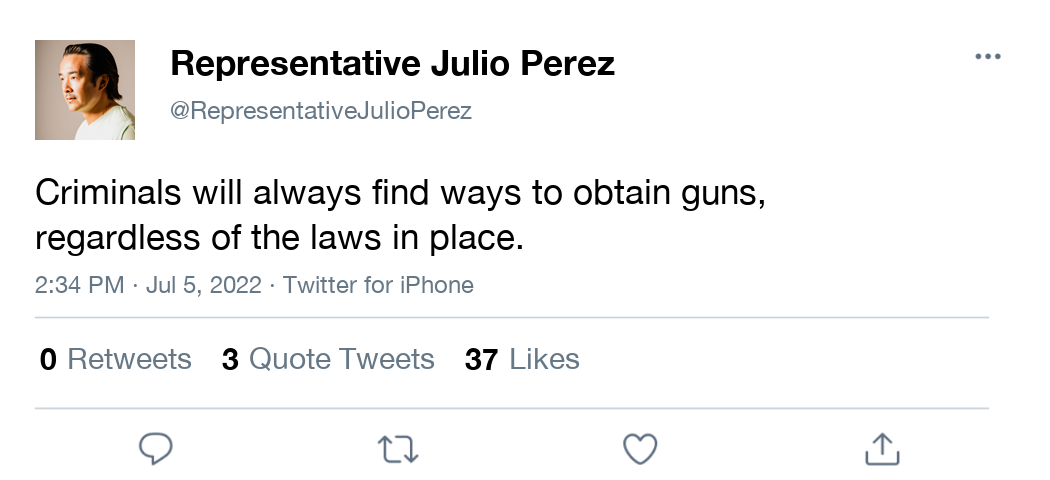 Representative Julio Perez
@RepresentativeJulioPerez
Criminals will always find ways to obtain guns,
regardless of the laws in place.
2:34 PM · Jul 5, 2022 · Twitter for iPhone
0 Retweets 3 Quote Tweets 37 Likes